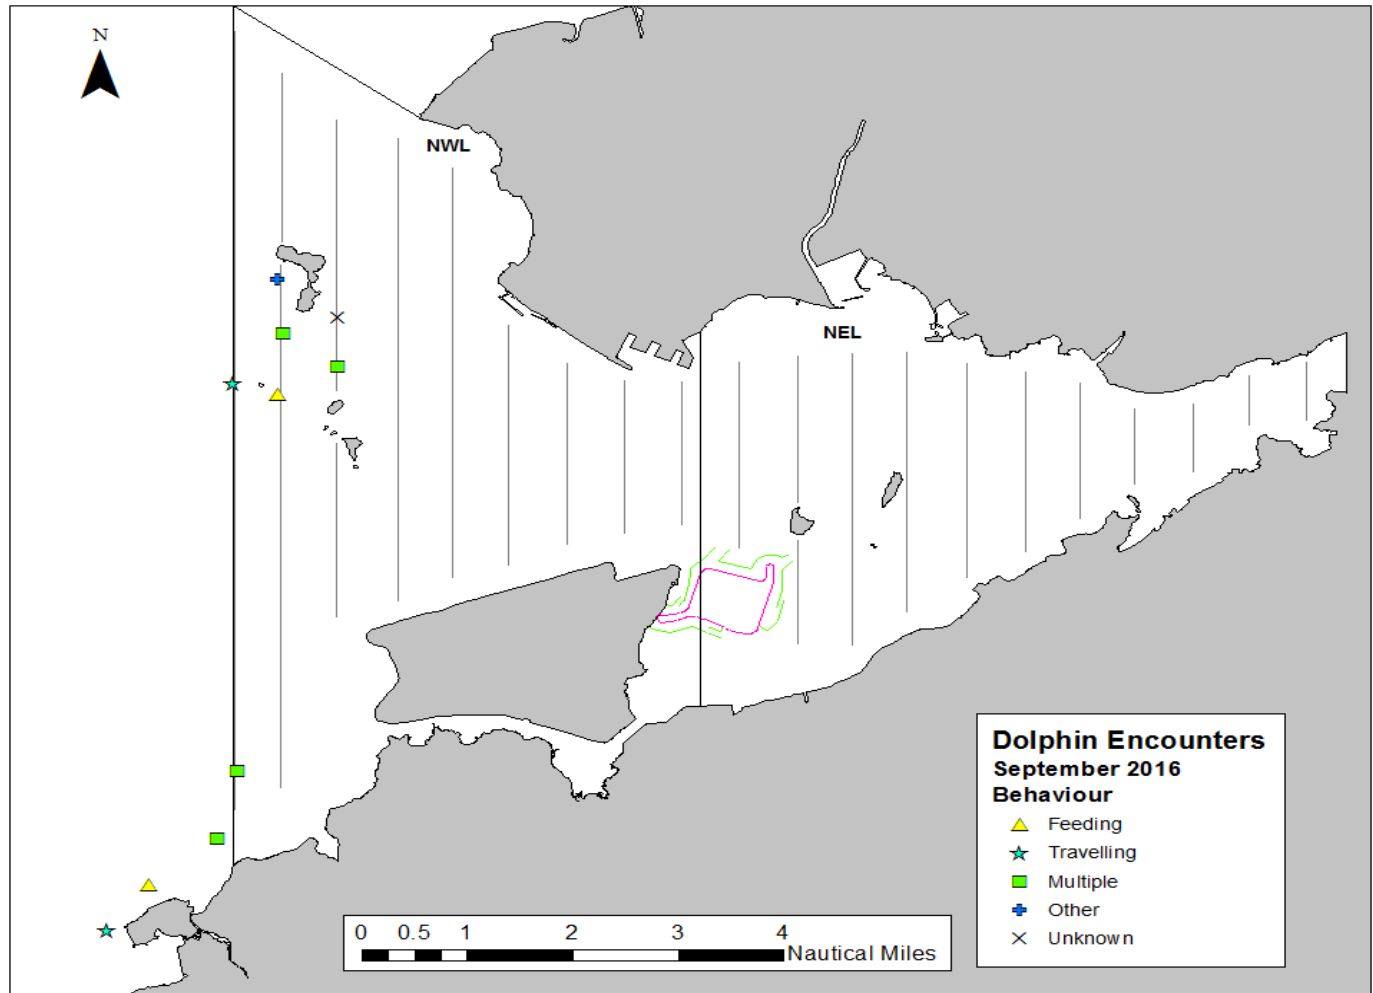 N
NWL
NEL
Dolphin Encounters
September 2016
Behaviour
Feeding
Travelling
Multiple
Other
Unknown
0 0.5 1 2 3 4
Nautical Miles